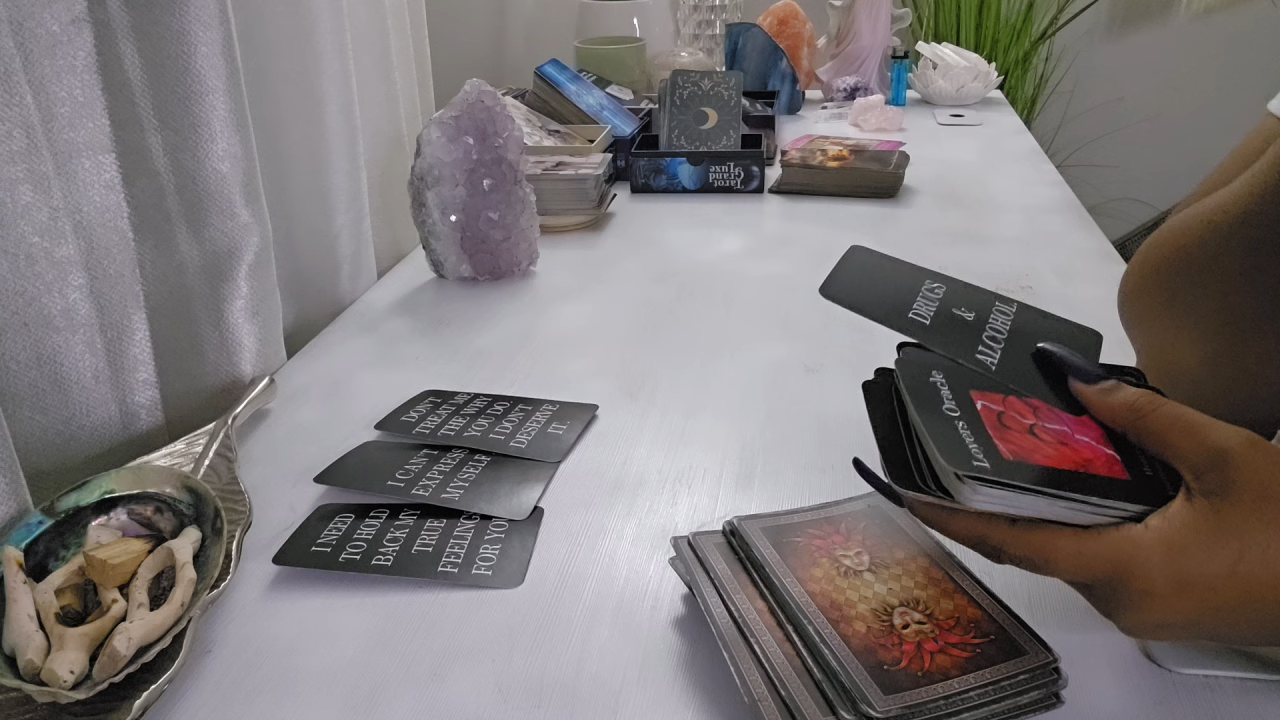 Tarot
Grand
Luxe
DRUGS
&
ALCOHOL
Lovers Oracle
DON'T
TREAT ME
THE WHY
YOU DO!
I DON'T
DESERVE
IT.
I CAN'T
EXPRESS
MYSELF
I NEED
TO HOLD
BACK MY
TRUE
FEELINGS
FOR YOU